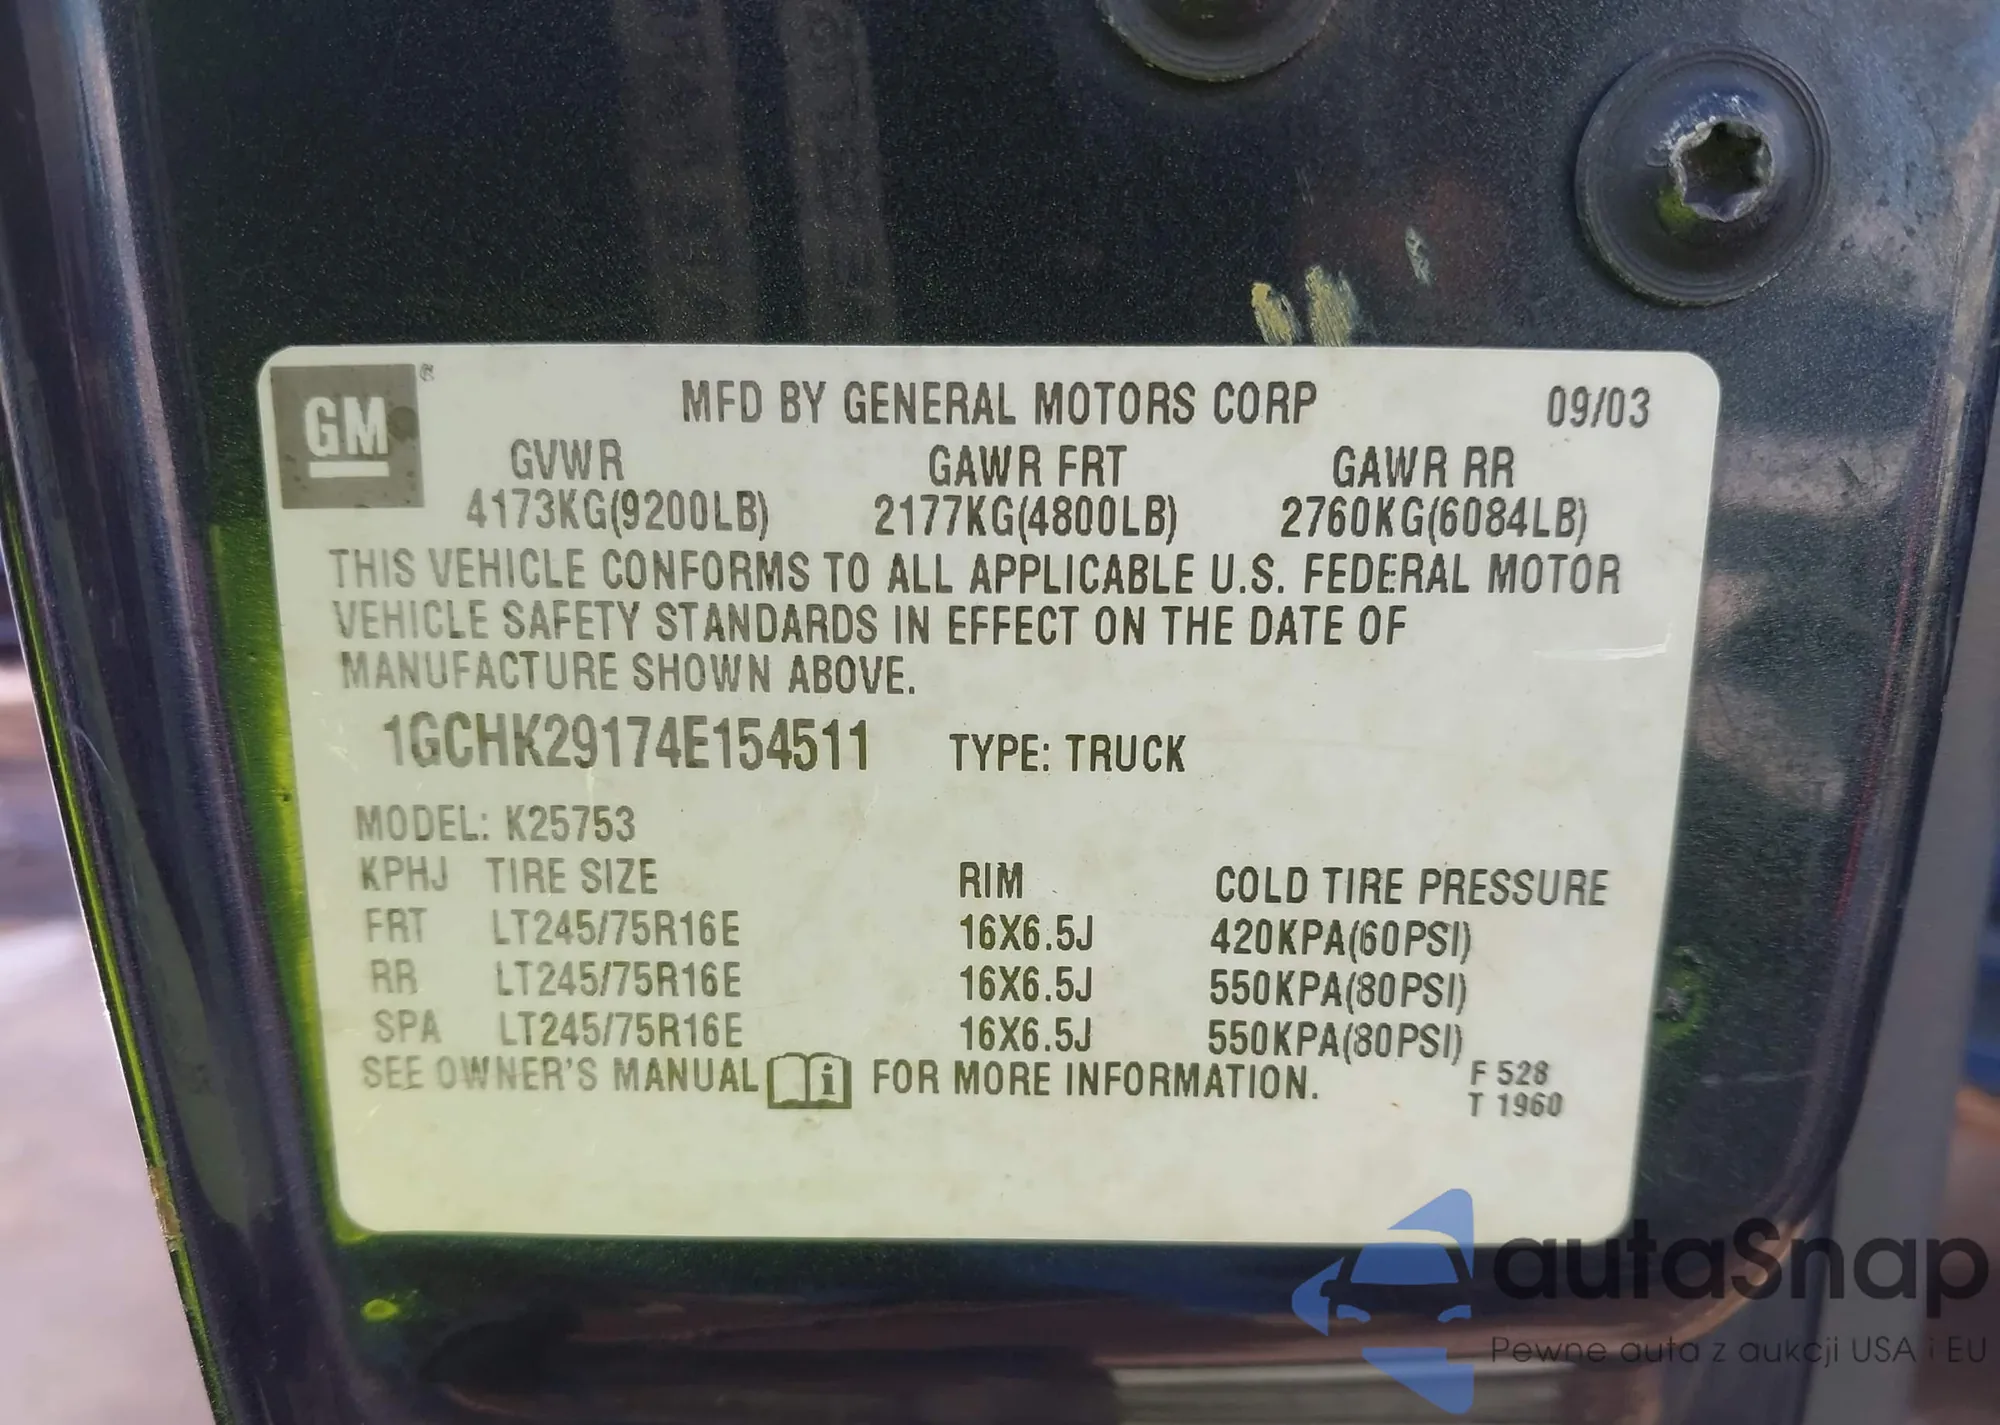 GM ®
MFD BY GENERAL MOTORS CORP 09/03
GVWR GAWR FRT GAWR RR
4173KG(9200LB) 2177KG(4800LB) 2760KG(6084LB)
THIS VEHICLE CONFORMS TO ALL APPLICABLE U.S. FEDERAL MOTOR
VEHICLE SAFETY STANDARDS IN EFFECT ON THE DATE OF
MANUFACTURE SHOWN ABOVE.
1GCHK29174E154511 TYPE: TRUCK
MODEL: K25753
KPHJ TIRE SIZE RIM COLD TIRE PRESSURE
FRT LT245/75R16E 16X6.5J 420KPA(60PSI)
RR LT245/75R16E 16X6.5J 550KPA(80PSI)
SPA LT245/75R16E 16X6.5J 550KPA(80PSI)
SEE OWNER'S MANUAL i FOR MORE INFORMATION.
F 528
T 1960
autaSnap
Pewne auta z aukcji USA i EU